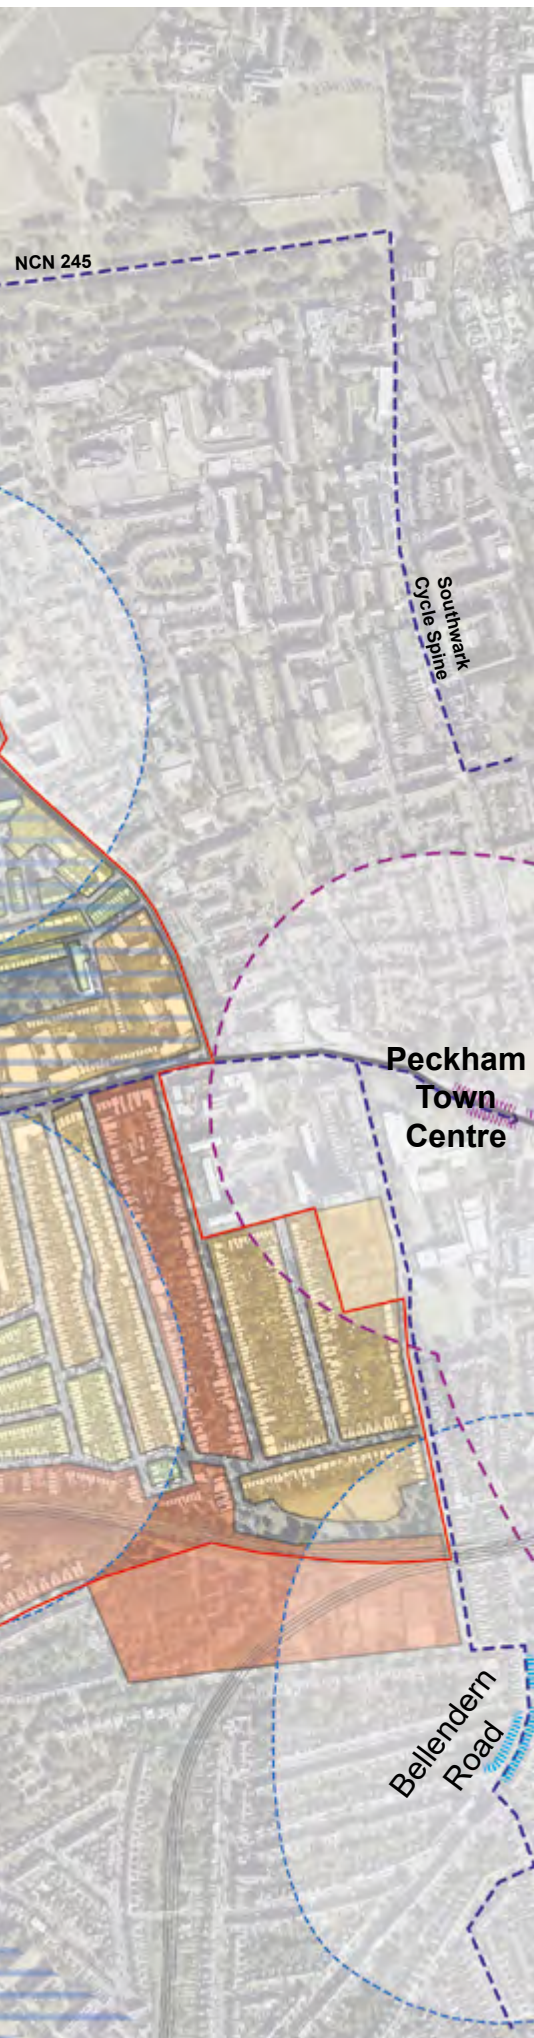 NCN 245
Southwark
Cycle Spine
Peckham
Town
Centre
Bellendern
Road